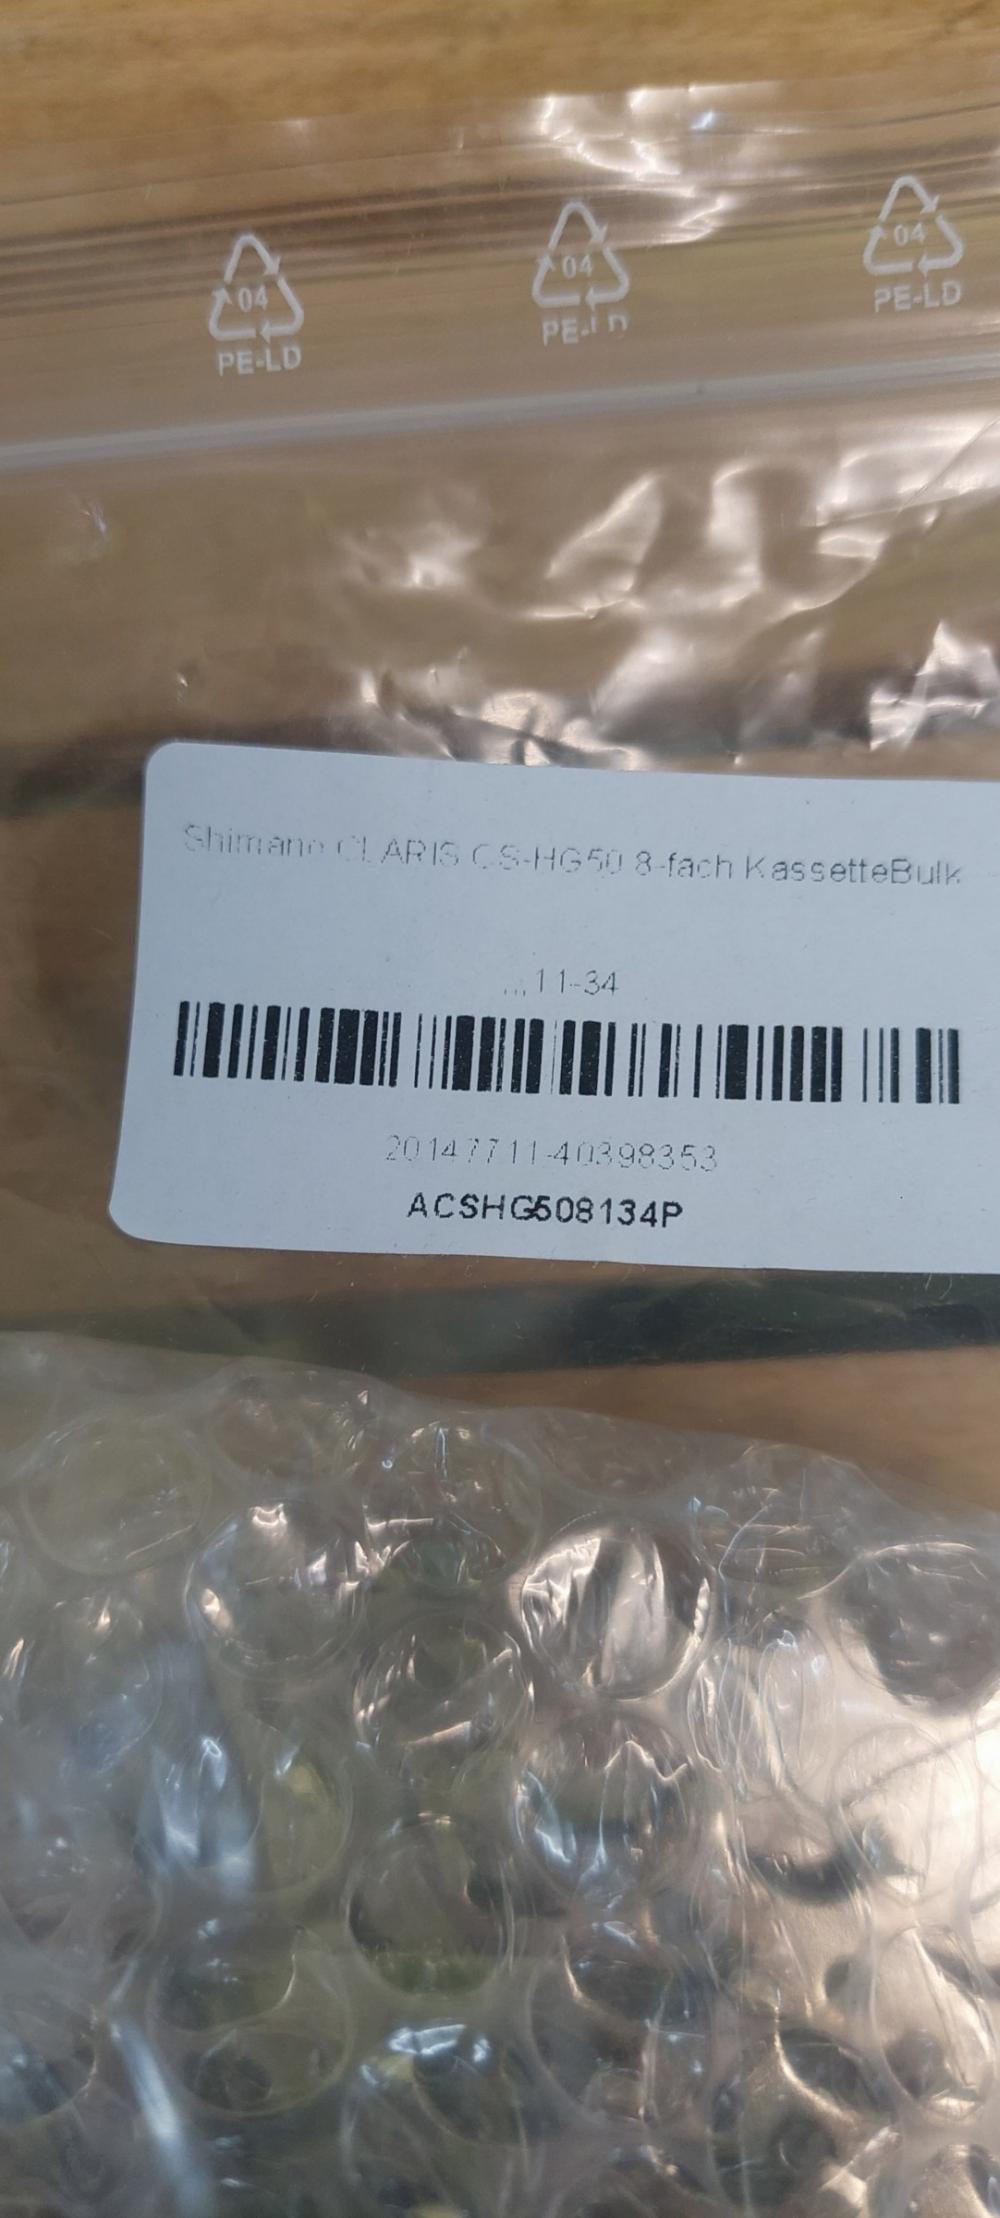 04
PE-LD
04
PE-LD
04
PE-LD
Shimano CLARIS CS-HG50 8-fach KassetteBulk
,,,11-34
20147711-40398353
ACSHG508134P